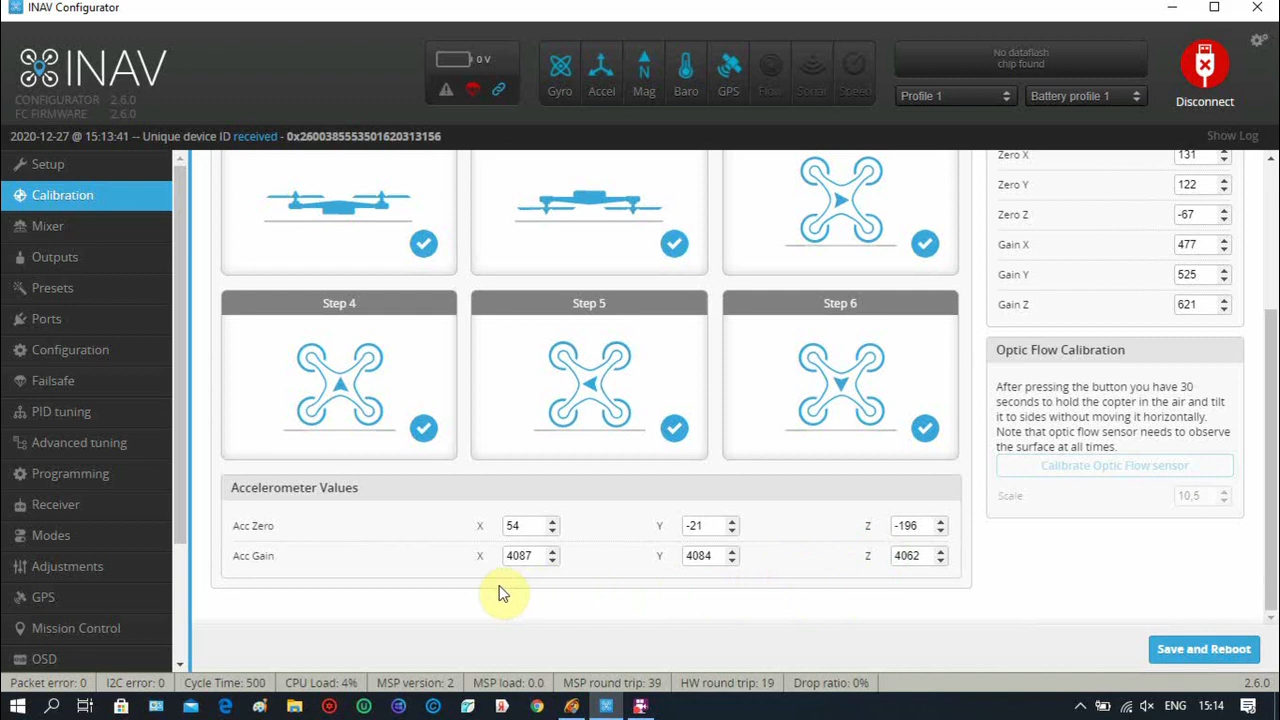 INAV Configurator
INAV
CONFIGURATOR 2.6.0
FC FIRMWARE 2.6.0
0 V
Gyro
Accel
N
Mag
Baro
GPS
Flow
Sonar
Speed
No dataflash
chip found
Profile 1
Battery profile 1
Disconnect
2020-12-27 @ 15:13:41 -- Unique device ID received - 0x2600385553501620313156
Show Log
Setup
Calibration
Mixer
Outputs
Presets
Ports
Configuration
Failsafe
PID tuning
Advanced tuning
Programming
Receiver
Modes
Adjustments
GPS
Mission Control
OSD
Step 4
Step 5
Step 6
Accelerometer Values
Acc Zero X 54 Y -21 Z -196
Acc Gain X 4087 Y 4084 Z 4062
Zero X 131
Zero Y 122
Zero Z -67
Gain X 477
Gain Y 525
Gain Z 621
Optic Flow Calibration
After pressing the button you have 30
seconds to hold the copter in the air and tilt
it to sides without moving it horizontally.
Note that optic flow sensor needs to observe
the surface at all times.
Calibrate Optic Flow sensor
Scale 10,5
Save and Reboot
Packet error: 0 I2C error: 0 Cycle Time: 500 CPU Load: 4% MSP version: 2 MSP load: 0.0 MSP round trip: 39 HW round trip: 19 Drop ratio: 0% 2.6.0
ENG 15:14